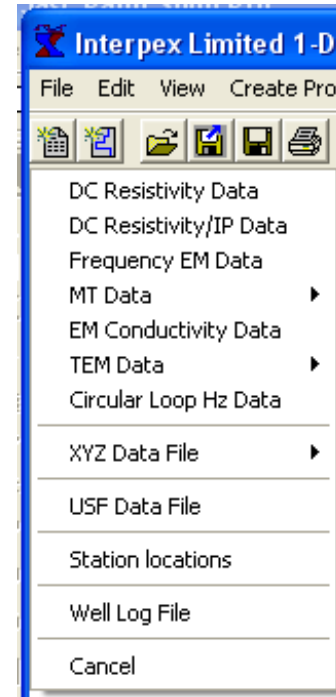 Interpex Limited 1-D
File Edit View Create Pro
DC Resistivity Data
DC Resistivity/IP Data
Frequency EM Data
MT Data
EM Conductivity Data
TEM Data
Circular Loop Hz Data
XYZ Data File
USF Data File
Station locations
Well Log File
Cancel